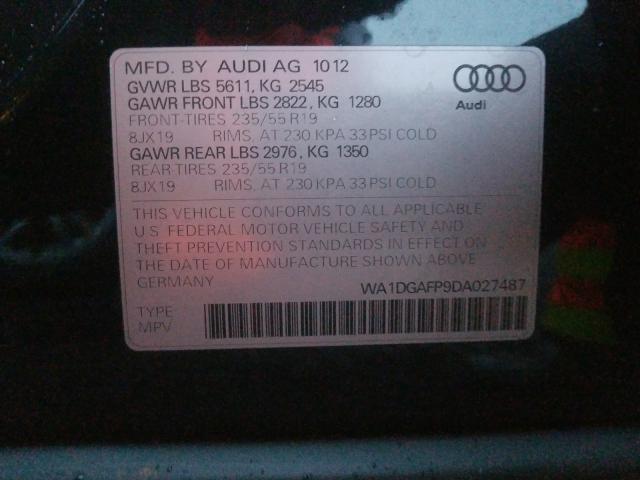 MFD. BY AUDI AG 10 12
GVWR LBS 5611, KG 2545
GAWR FRONT LBS 2822, KG 1280
FRONT-TIRES 235/55 R19
8JX19 RIMS, AT 230 KPA 33 PSI COLD
GAWR REAR LBS 2976, KG 1350
REAR-TIRES 235/55 R19
8JX19 RIMS, AT 230 KPA 33 PSI COLD
Audi
THIS VEHICLE CONFORMS TO ALL APPLICABLE
U.S. FEDERAL MOTOR VEHICLE SAFETY AND
THEFT PREVENTION STANDARDS IN EFFECT ON
THE DATE OF MANUFACTURE SHOWN ABOVE
GERMANY
WA1DGAFP9DA027487
TYPE
MPV